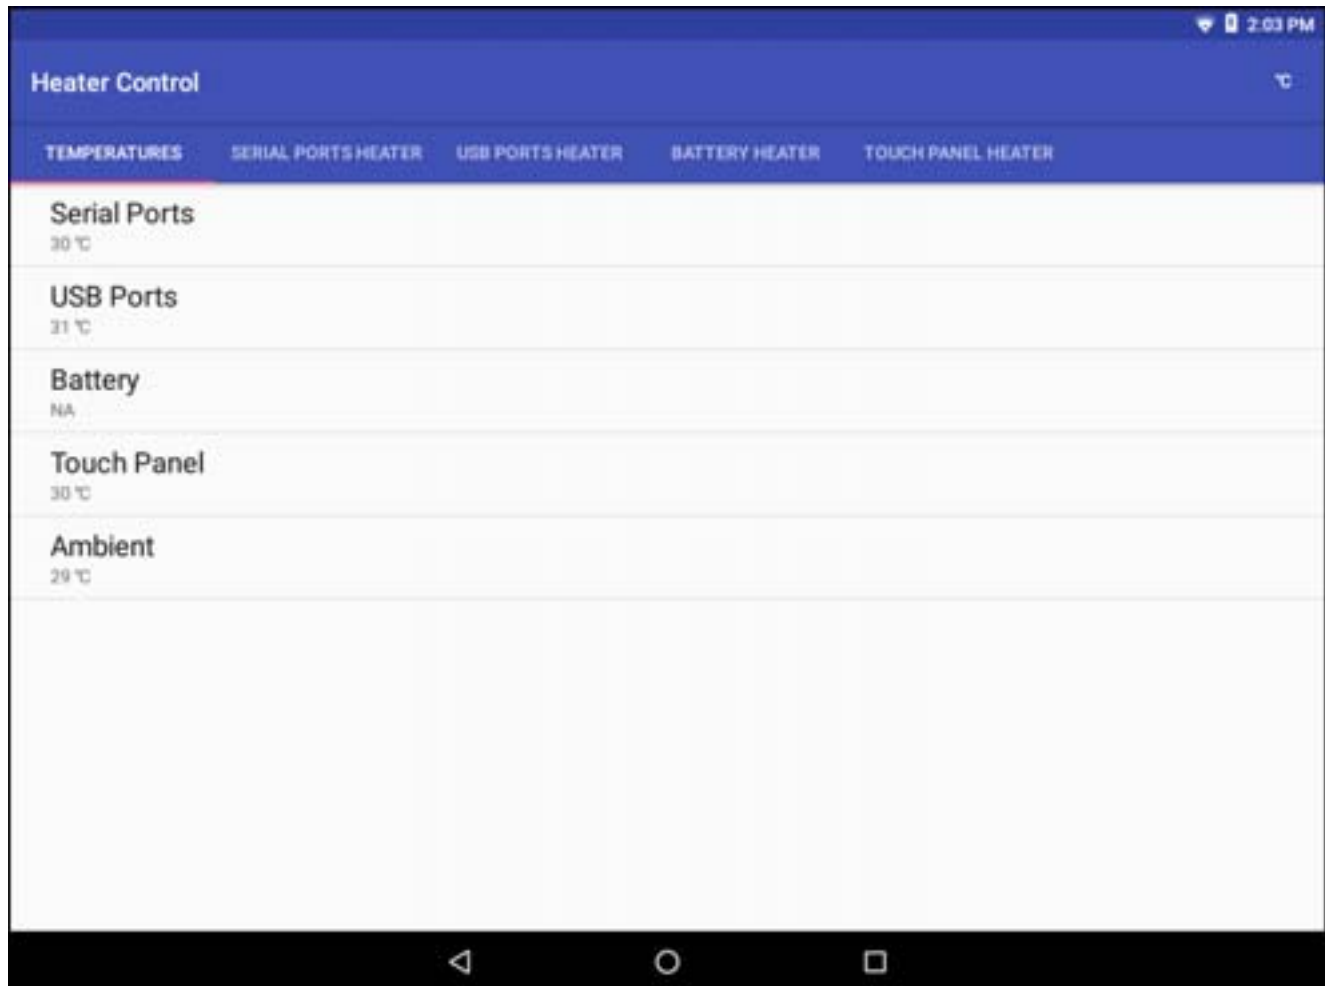 2:03 PM
Heater Control
℃
TEMPERATURES SERIAL PORTS HEATER USB PORTS HEATER BATTERY HEATER TOUCH PANEL HEATER
Serial Ports
30 ℃
USB Ports
31 ℃
Battery
NA
Touch Panel
30 ℃
Ambient
29 ℃